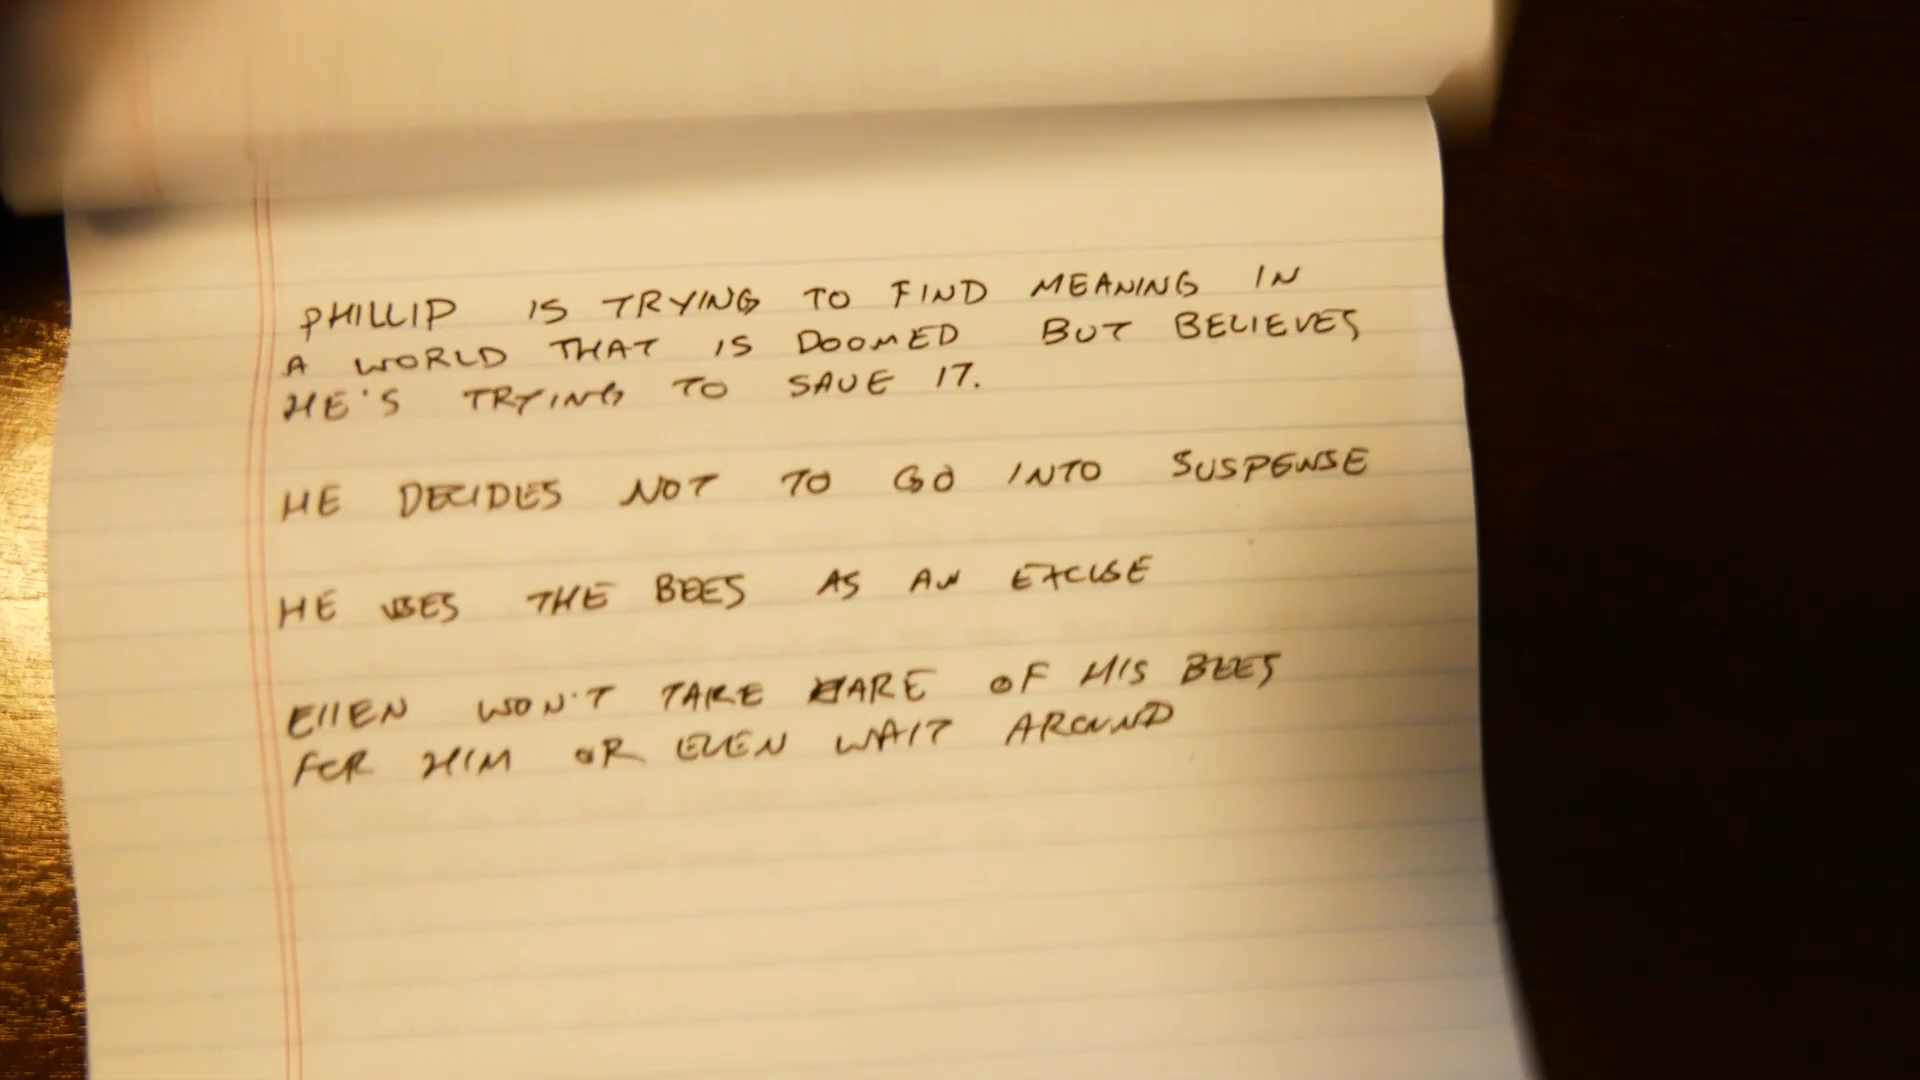 PHILLIP IS TRYING TO FIND MEANING IN
A WORLD THAT IS DOOMED BUT BELIEVES
HE'S TRYING TO SAVE IT.
HE DECIDES NOT TO GO INTO SUSPENSE
HE USES THE BEES AS AN EXCUSE
EllEN WON'T TAKE CARE OF HIS BEES
FOR HIM OR EVEN WAIT AROUND